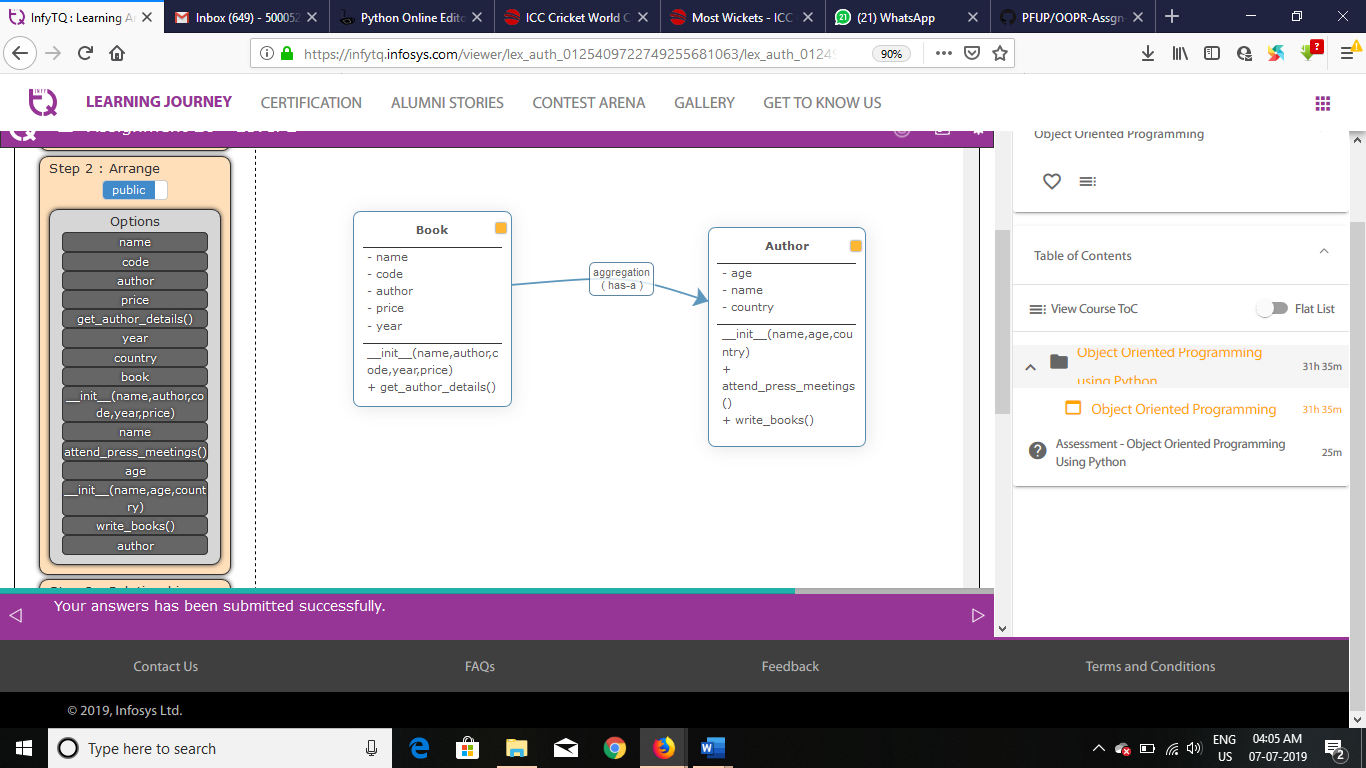 InfyTQ : Learning Ar
Inbox (649) - 500052
Python Online Edito
ICC Cricket World C
Most Wickets - ICC
(21) WhatsApp
PFUP/OOPR-Assgn
https://infytq.infosys.com/viewer/lex_auth_0125409722749255681063/lex_auth_01249
90%
LEARNING JOURNEY
CERTIFICATION
ALUMNI STORIES
CONTEST ARENA
GALLERY
GET TO KNOW US
Step 2 : Arrange
public
Options
name
code
author
price
get_author_details()
year
country
book
__init__(name,author,co
de,year,price)
name
attend_press_meetings()
age
__init__(name,age,count
ry)
write_books()
author
Book
- name
- code
- author
- price
- year
__init__(name,author,c
ode,year,price)
+ get_author_details()
aggregation
( has-a )
Author
- age
- name
- country
__init__(name,age,cou
ntry)
+
attend_press_meetings
()
+ write_books()
Your answers has been submitted successfully.
Object Oriented Programming
Table of Contents
View Course ToC
Flat List
Object Oriented Programming
using Python
31h 35m
Object Oriented Programming
31h 35m
Assessment - Object Oriented Programming
Using Python
25m
Contact Us
FAQs
Feedback
Terms and Conditions
© 2019, Infosys Ltd.
Type here to search
ENG
US
04:05 AM
07-07-2019
2